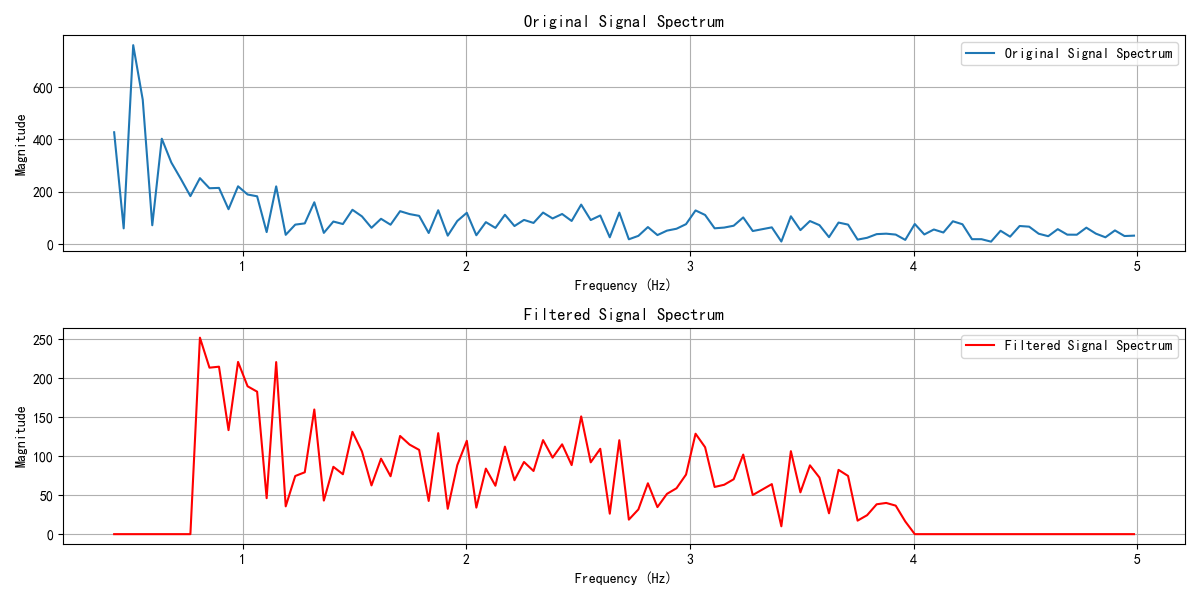 Original Signal Spectrum
Original Signal Spectrum
Magnitude
600
400
200
0
1 2 3 4 5
Frequency (Hz)
Filtered Signal Spectrum
Filtered Signal Spectrum
Magnitude
250
200
150
100
50
0
1 2 3 4 5
Frequency (Hz)